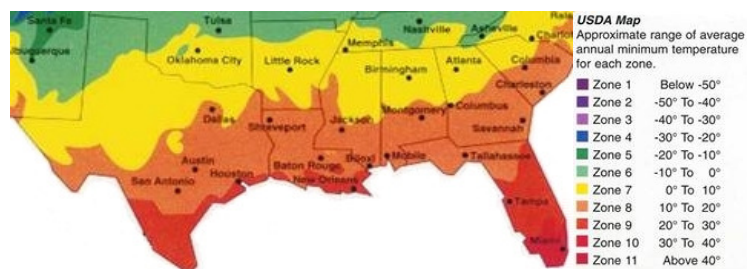 Santa Fe
Tulsa
Nashville
Asheville
Albuquerque
Oklahoma City
Memphis
Little Rock
Birmingham
Atlanta
Columbia
Charleston
Dallas
Shreveport
Jackson
Montgomery
Columbus
Savannah
Austin
San Antonio
Houston
Baton Rouge
New Orleans
Biloxi
Mobile
Tallahassee
Tampa
Miami
USDA Map
Approximate range of average
annual minimum temperature
for each zone.
Zone 1 Below -50°
Zone 2 -50° To -40°
Zone 3 -40° To -30°
Zone 4 -30° To -20°
Zone 5 -20° To -10°
Zone 6 -10° To 0°
Zone 7 0° To 10°
Zone 8 10° To 20°
Zone 9 20° To 30°
Zone 10 30° To 40°
Zone 11 Above 40°